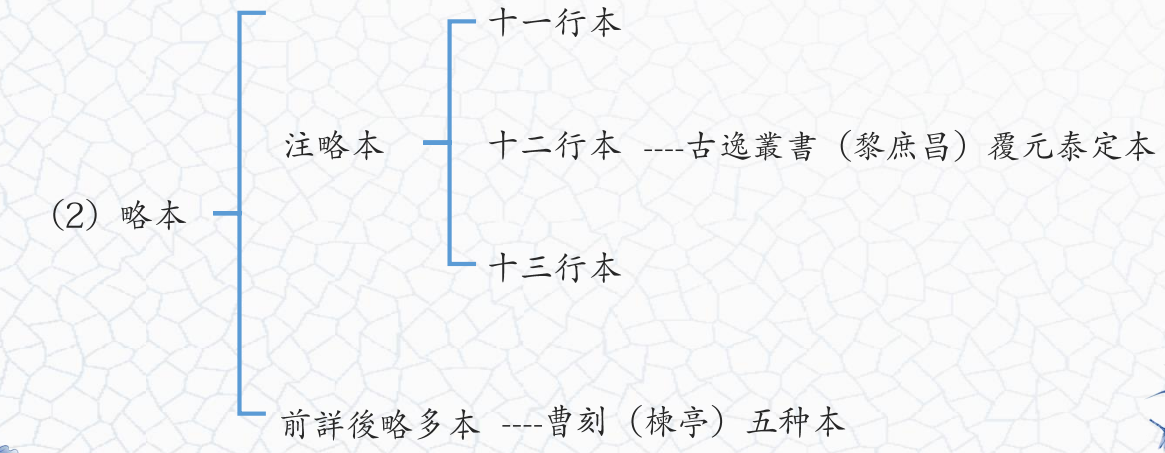 十一行本
注略本
十二行本 ----古逸叢書（黎庶昌）覆元泰定本
（2）略本
十三行本
前詳後略多本 ----曹刻（楝亭）五种本